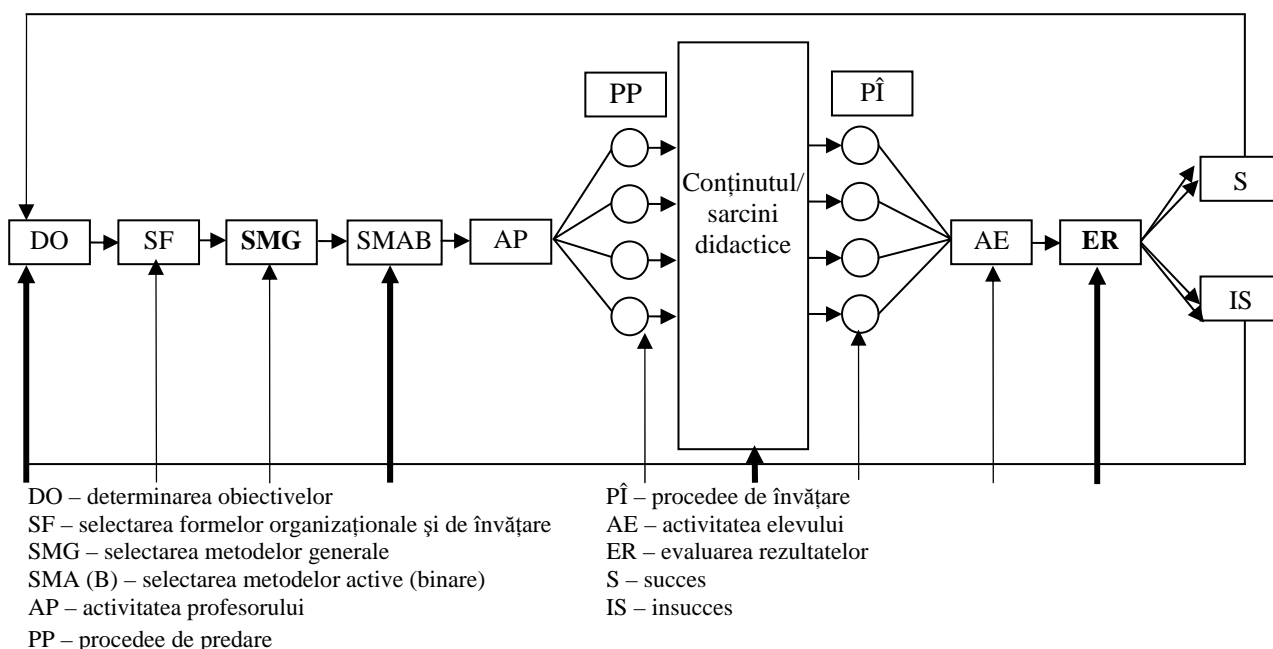 PP
PÎ
Conținutul/
sarcini
didactice
S
DO
SF
SMG
SMAB
AP
AE
ER
IS
DO – determinarea obiectivelor
SF – selectarea formelor organizaționale şi de învățare
SMG – selectarea metodelor generale
SMA (B) – selectarea metodelor active (binare)
AP – activitatea profesorului
PP – procedee de predare
PÎ – procedee de învățare
AE – activitatea elevului
ER – evaluarea rezultatelor
S – succes
IS – insucces